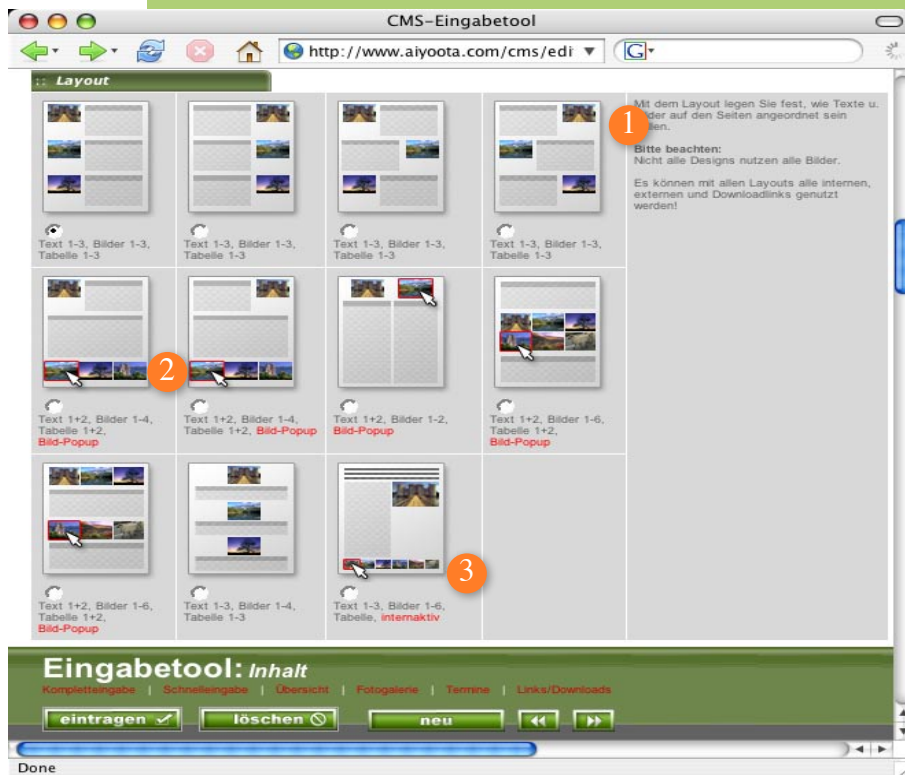 CMS-Eingabetool
http://www.aiyoota.com/cms/edi
G
:: Layout
Text 1-3, Bilder 1-3,
Tabelle 1-3
Text 1-3, Bilder 1-3,
Tabelle 1-3
Text 1-3, Bilder 1-3,
Tabelle 1-3
Text 1-3, Bilder 1-3,
Tabelle 1-3
1
Mit dem Layout legen Sie fest, wie Texte u.
auf den Seiten angeordnet sein
Bitte beachten:
Nicht alle Designs nutzen alle Bilder.
Es können mit allen Layouts alle internen,
externen und Downloadlinks genutzt
werden!
2
Text 1+2, Bilder 1-4,
Tabelle 1+2,
Bild-Popup
Text 1+2, Bilder 1-4,
Tabelle 1+2, Bild-Popup
Text 1+2, Bilder 1-2,
Bild-Popup
Text 1+2, Bilder 1-6,
Tabelle 1+2,
Bild-Popup
3
Text 1+2, Bilder 1-6,
Tabelle 1+2,
Bild-Popup
Text 1-3, Bilder 1-4,
Tabelle 1-3
Text 1-3, Bilder 1-6,
Tabelle, internaktiv
Eingabetool: Inhalt
Kompletteingabe | Schnelleingabe | Übersicht | Fotogalerie | Termine | Links/Downloads
eintragen löschen neu
Done